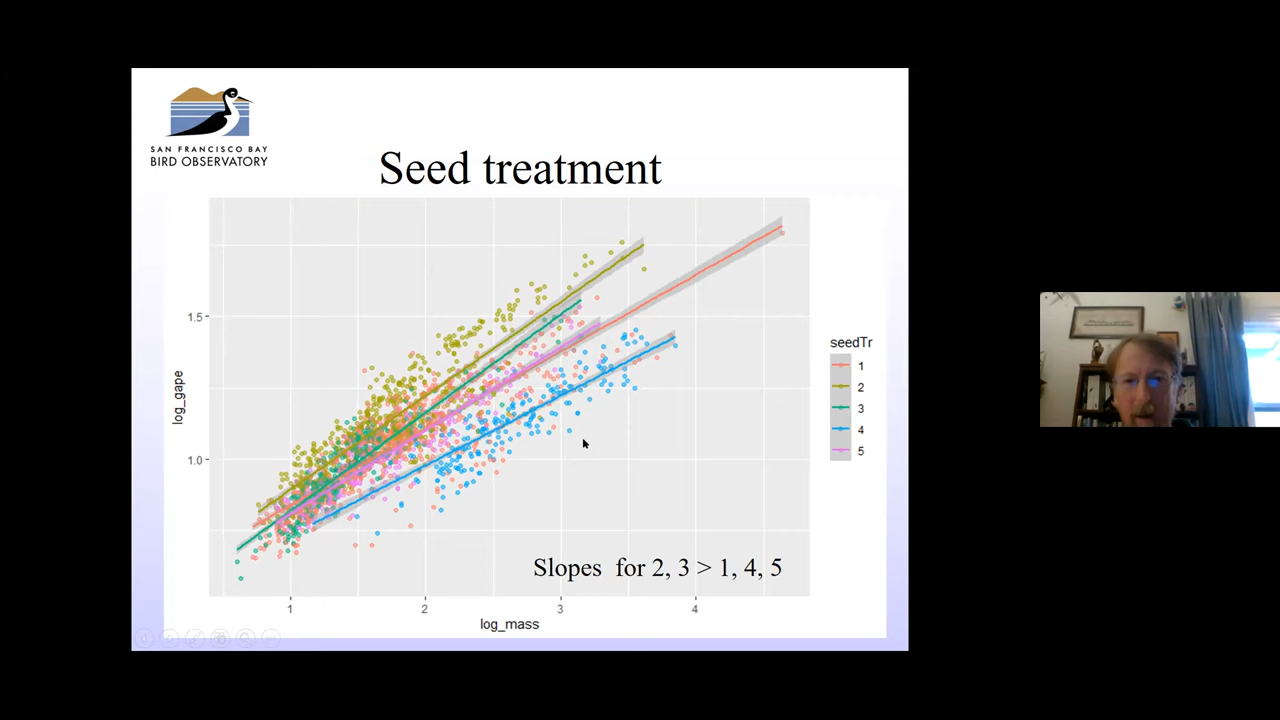 SAN FRANCISCO BAY
BIRD OBSERVATORY
Seed treatment
log_gape
1.5
1.0
1
2
3
4
log_mass
seedTr
1
2
3
4
5
Slopes for 2, 3 > 1, 4, 5